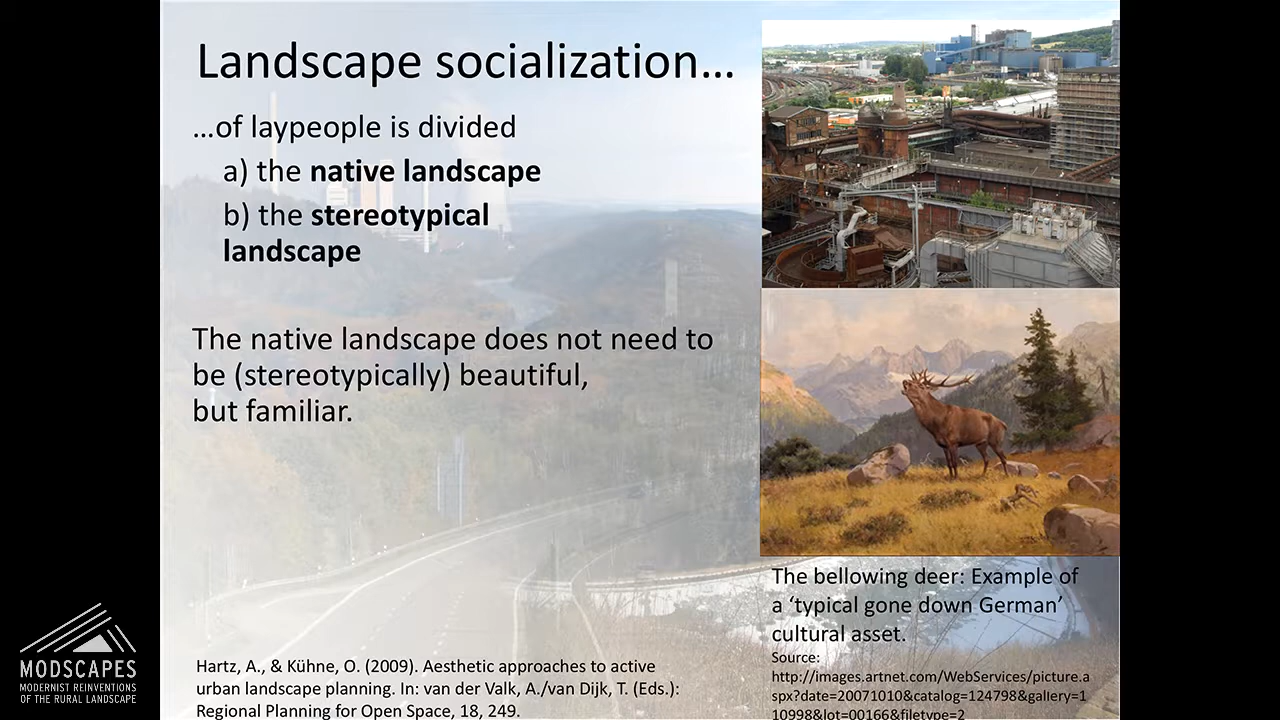 Landscape socialization…
…of laypeople is divided
a) the native landscape
b) the stereotypical
landscape
The native landscape does not need to
be (stereotypically) beautiful,
but familiar.
Hartz, A., & Kühne, O. (2009). Aesthetic approaches to active
urban landscape planning. In: van der Valk, A./van Dijk, T. (Eds.):
Regional Planning for Open Space, 18, 249.
The bellowing deer: Example of
a ‘typical gone down German’
cultural asset.
Source:
http://images.artnet.com/WebServices/picture.a
spx?date=20071010&catalog=124798&gallery=1
10998&lot=00166&filetype=2
MODSCAPES
MODERNIST REINVENTIONS
OF THE RURAL LANDSCAPE